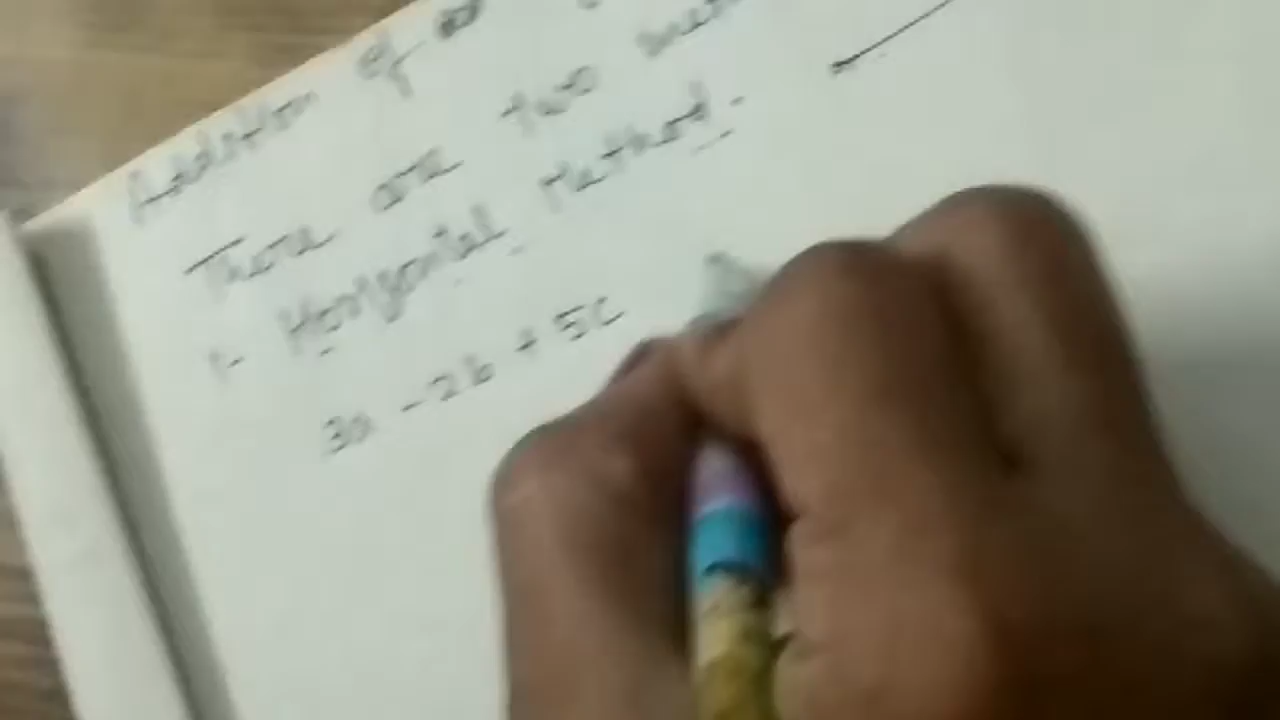 Addition of
There are two
1- Horizontal Method -
3a - 2b + 5c